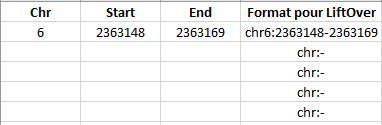 Chr Start End Format pour LiftOver
6 2363148 2363169 chr6:2363148-2363169
chr:-
chr:-
chr:-
chr:-